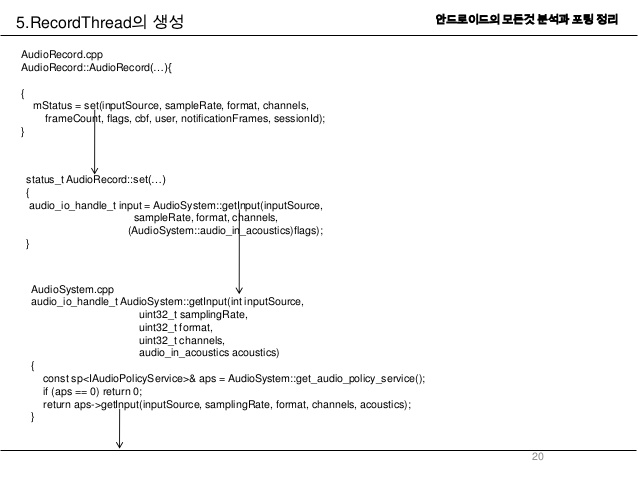 5.RecordThread의 생성
안드로이드의 모든것 분석과 포팅 정리
AudioRecord.cpp
AudioRecord::AudioRecord(…){
{
mStatus = set(inputSource, sampleRate, format, channels,
frameCount, flags, cbf, user, notificationFrames, sessionId);
}
status_t AudioRecord::set(…)
{
audio_io_handle_t input = AudioSystem::getInput(inputSource,
sampleRate, format, channels,
(AudioSystem::audio_in_acoustics)flags);
}
AudioSystem.cpp
audio_io_handle_t AudioSystem::getInput(int inputSource,
uint32_t samplingRate,
uint32_t format,
uint32_t channels,
audio_in_acoustics acoustics)
{
const sp<IAudioPolicyService>& aps = AudioSystem::get_audio_policy_service();
if (aps == 0) return 0;
return aps->getInput(inputSource, samplingRate, format, channels, acoustics);
}
20